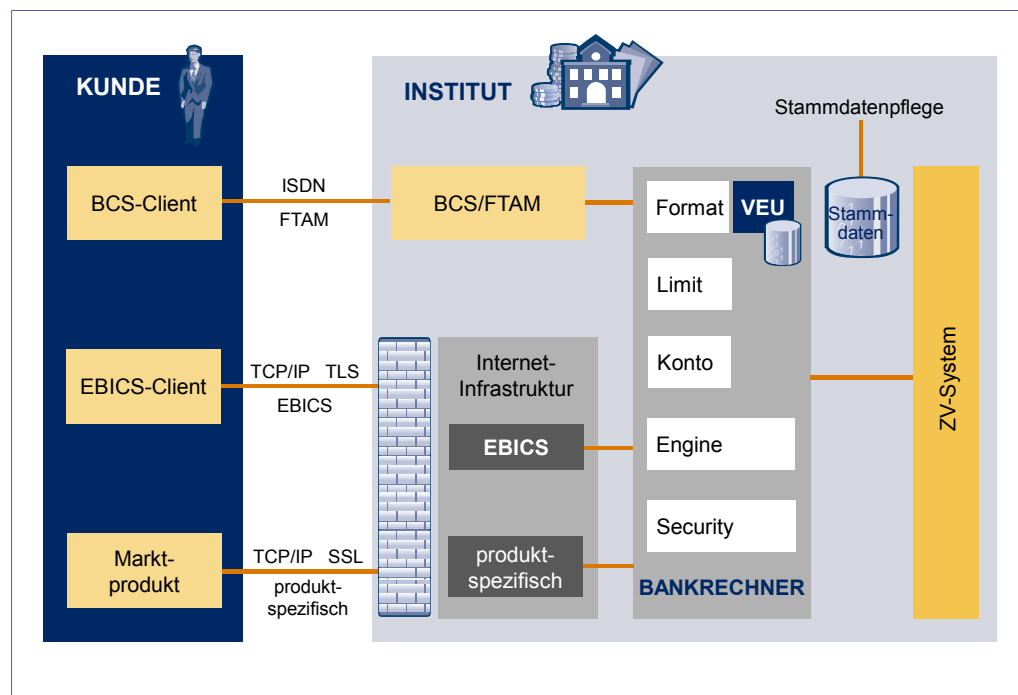 KUNDE
INSTITUT
Stammdatenpflege
BCS-Client
ISDN
FTAM
BCS/FTAM
Format
VEU
Stamm-
daten
Limit
EBICS-Client
TCP/IP TLS
EBICS
Internet-
Infrastruktur
Konto
ZV-System
EBICS
Engine
Markt-
produkt
TCP/IP SSL
produkt-
spezifisch
produkt-
spezifisch
Security
BANKRECHNER